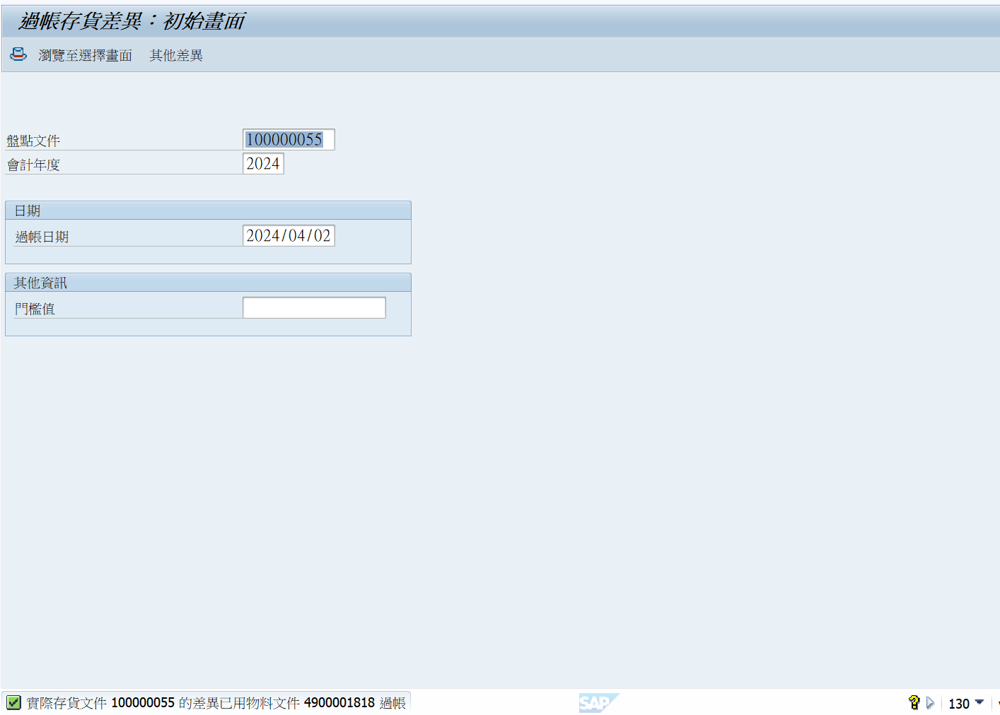 過帳存貨差異：初始畫面
瀏覽至選擇畫面 其他差異
盤點文件 100000055
會計年度 2024
日期
過帳日期 2024/04/02
其他資訊
門檻值
實際存貨文件 100000055 的差異已用物料文件 4900001818 過帳 SAP 130